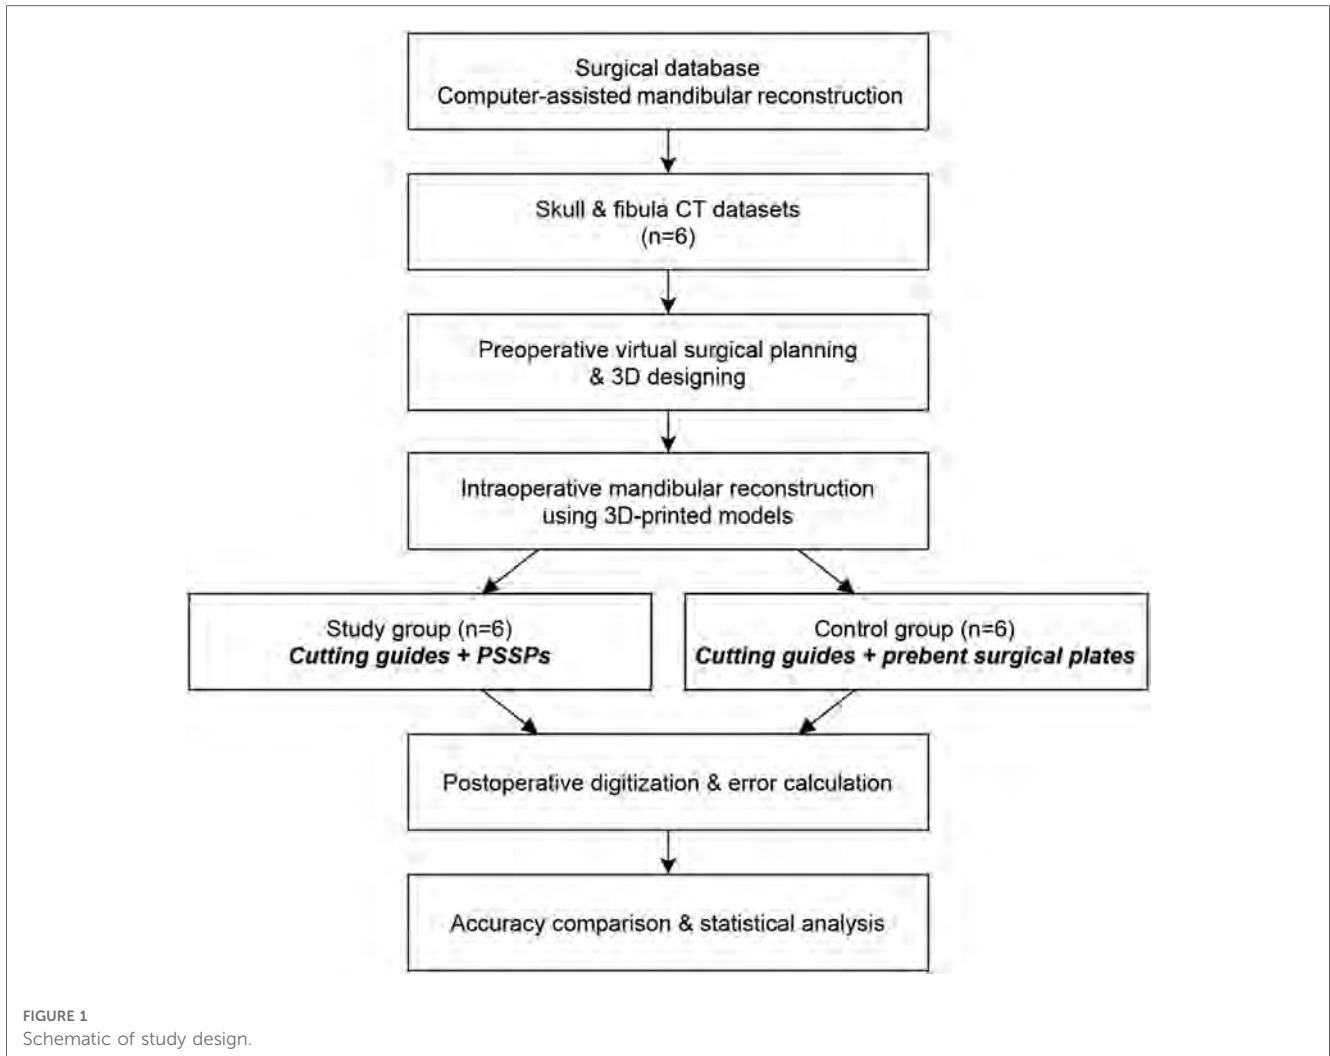 Surgical database
Computer-assisted mandibular reconstruction
Skull & fibula CT datasets
(n=6)
Preoperative virtual surgical planning
& 3D designing
Intraoperative mandibular reconstruction
using 3D-printed models
Study group (n=6)
Cutting guides + PSSPs
Control group (n=6)
Cutting guides + prebent surgical plates
Postoperative digitization & error calculation
Accuracy comparison & statistical analysis
FIGURE 1
Schematic of study design.